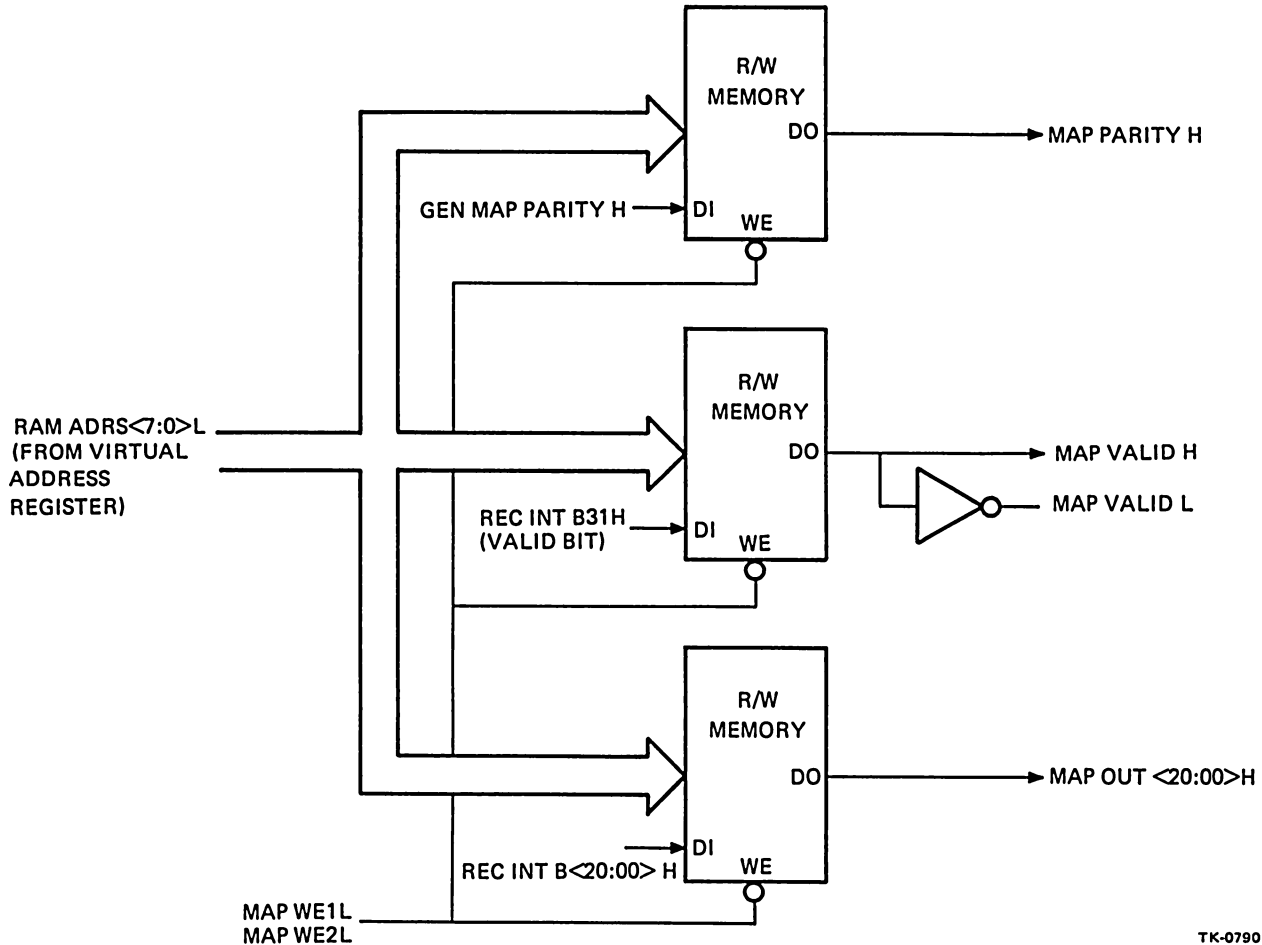 R/W
MEMORY
DO
MAP PARITY H
GEN MAP PARITY H
DI
WE
R/W
MEMORY
RAM ADRS<7:0>L
(FROM VIRTUAL
ADDRESS
REGISTER)
DO
MAP VALID H
MAP VALID L
REC INT B31H
(VALID BIT)
DI
WE
R/W
MEMORY
DO
MAP OUT <20:00>H
DI
REC INT B<20:00> H
WE
MAP WE1L
MAP WE2L
TK-0790